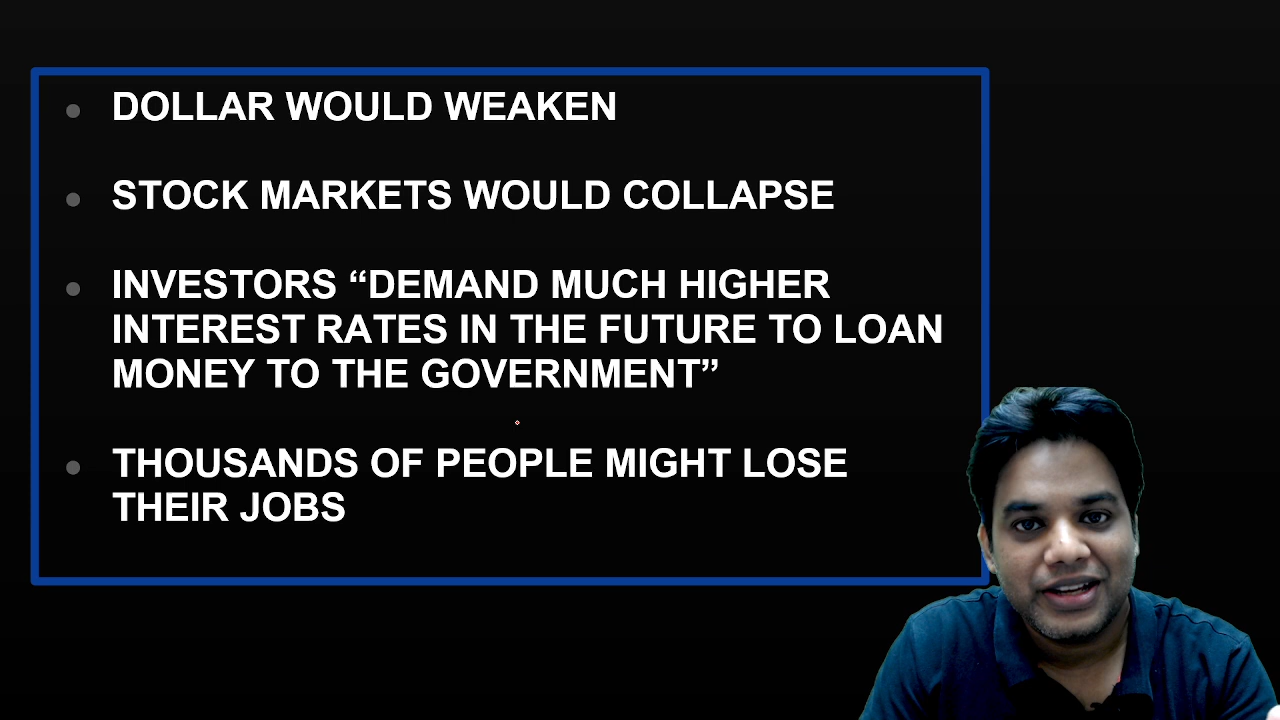 DOLLAR WOULD WEAKEN
STOCK MARKETS WOULD COLLAPSE
INVESTORS “DEMAND MUCH HIGHER
INTEREST RATES IN THE FUTURE TO LOAN
MONEY TO THE GOVERNMENT”
THOUSANDS OF PEOPLE MIGHT LOSE
THEIR JOBS